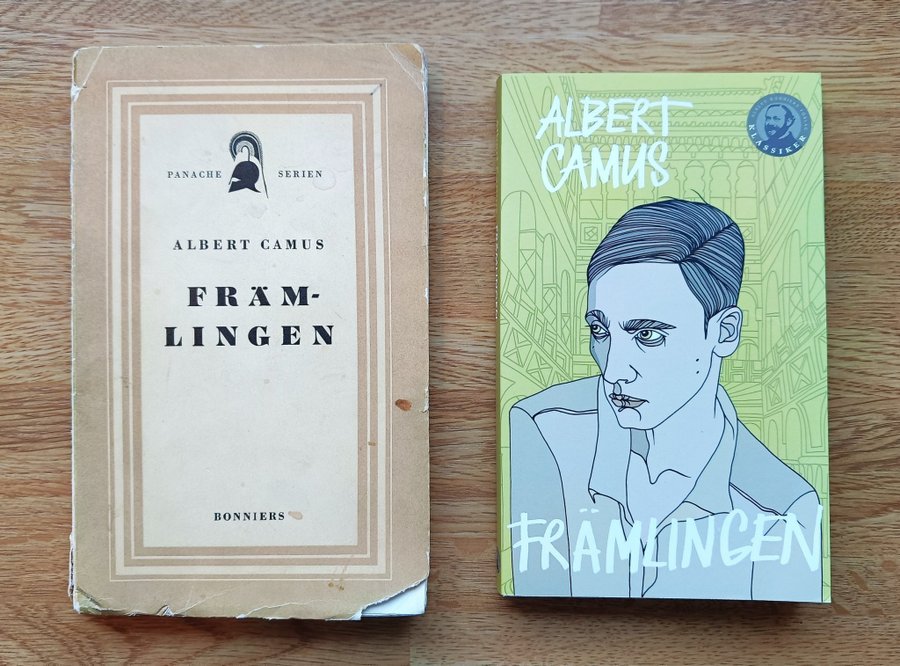 PANACHE SERIEN
ALBERT CAMUS
FRÄM-
LINGEN
BONNIERS
ALBERT
CAMUS
KLASSIKER
FRÄMLINGEN